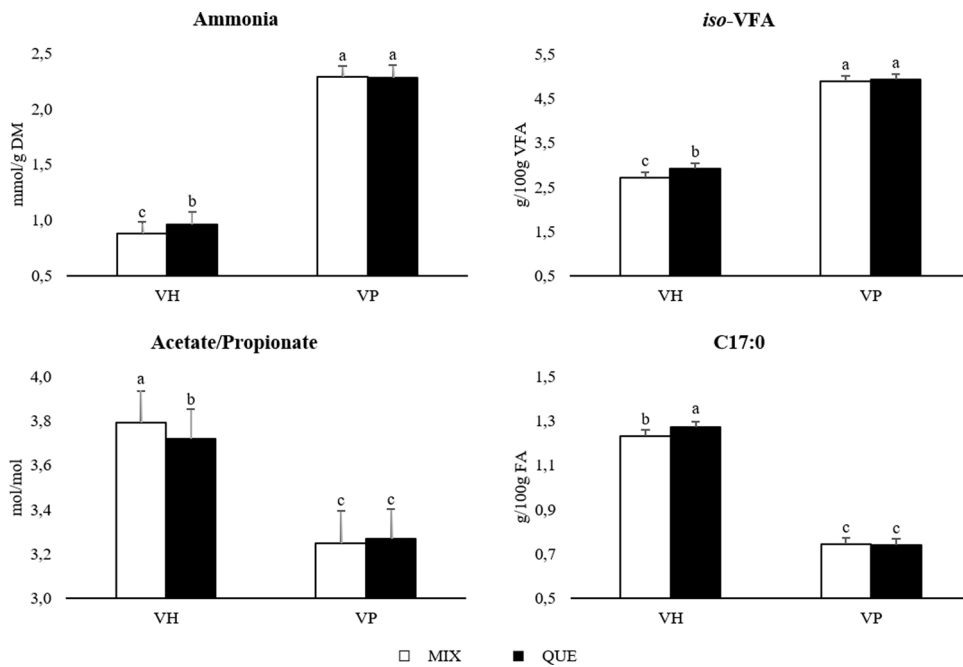 Ammonia
a a
c b
2,5
2,0
1,5
1,0
0,5
mmol/g DM
VH VP
iso-VFA
a a
c b
5,5
4,5
3,5
2,5
1,5
0,5
g/100g VFA
VH VP
Acetate/Propionate
a b
c c
4,0
3,8
3,6
3,4
3,2
3,0
mol/mol
VH VP
C17:0
b a
c c
1,5
1,3
1,1
0,9
0,7
0,5
g/100g FA
VH VP
MIX QUE